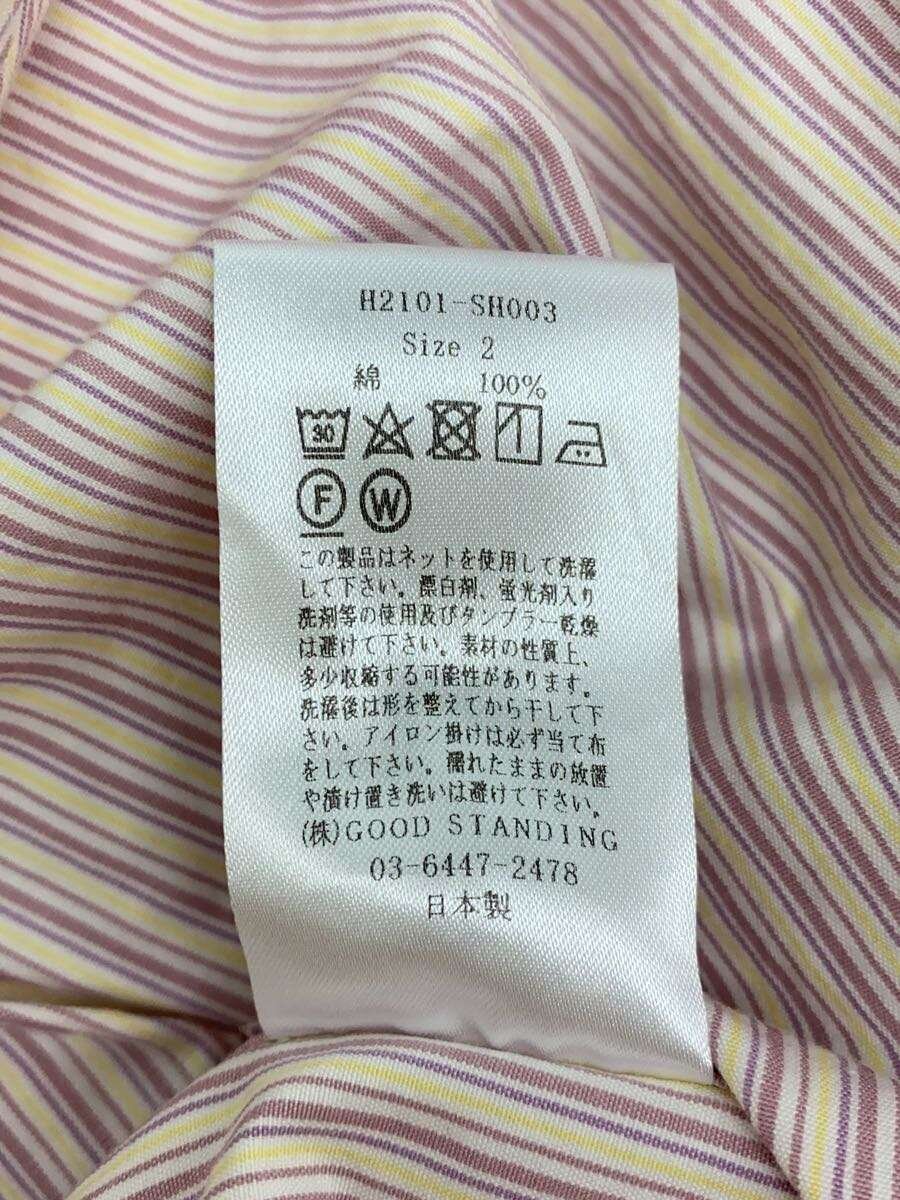 H2101-SH003
Size 2
綿 100%
30
F W
この製品はネットを使用して洗濯
して下さい。漂白剤、蛍光剤入り
洗剤等の使用及びタンブラー乾燥
は避けて下さい。素材の性質上、
多少収縮する可能性があります。
洗濯後は形を整えてから干して下
さい。アイロン掛けは必ず当て布
をして下さい。濡れたままの放置
や漬け置き洗いは避けて下さい。
(株)GOOD STANDING
03-6447-2478
日本製